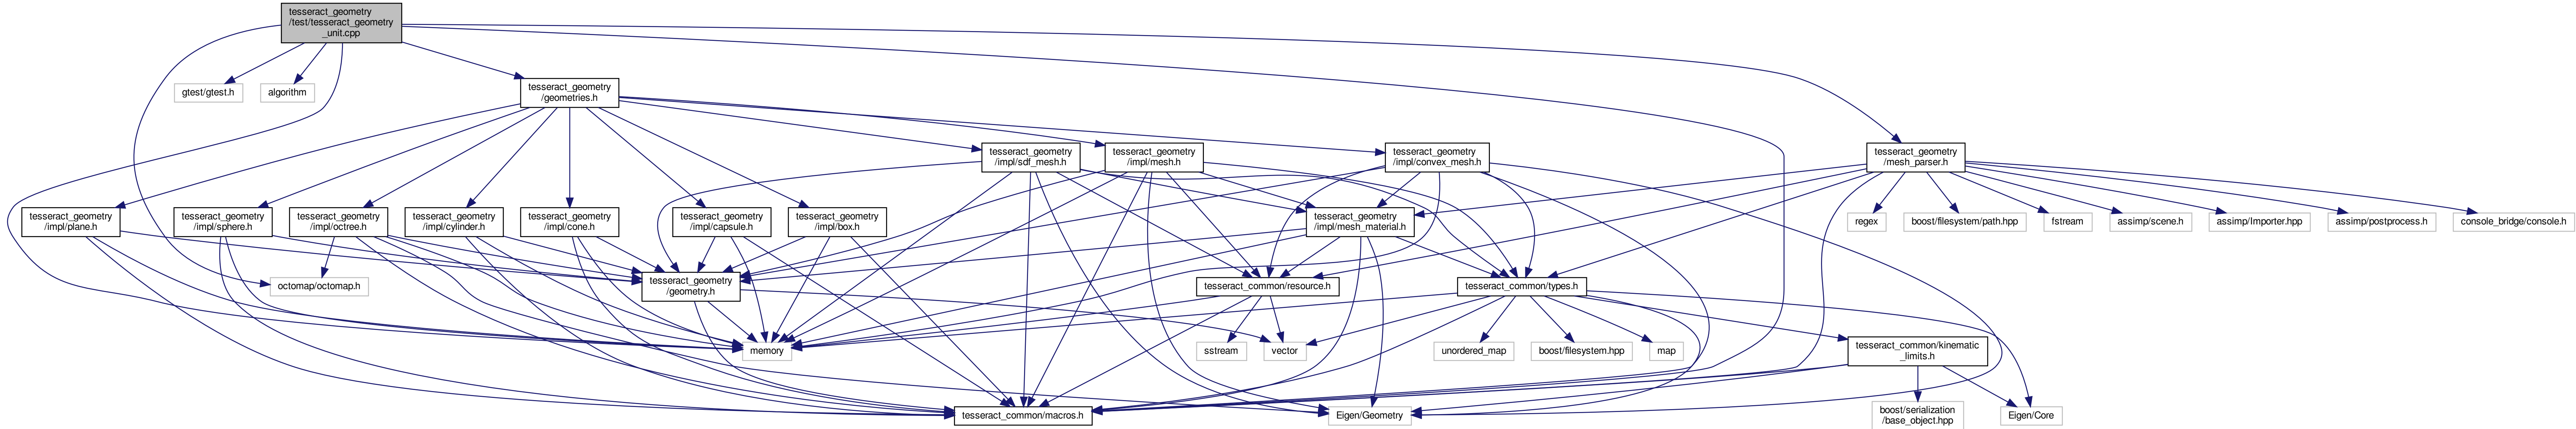 tesseract_geometry
/test/tesseract_geometry
_unit.cpp
gtest/gtest.h
algorithm
tesseract_geometry
/geometries.h
tesseract_geometry
/impl/sdf_mesh.h
tesseract_geometry
/impl/mesh.h
tesseract_geometry
/impl/convex_mesh.h
tesseract_geometry
/mesh_parser.h
tesseract_geometry
/impl/plane.h
tesseract_geometry
/impl/sphere.h
tesseract_geometry
/impl/octree.h
tesseract_geometry
/impl/cylinder.h
tesseract_geometry
/impl/cone.h
tesseract_geometry
/impl/capsule.h
tesseract_geometry
/impl/box.h
tesseract_geometry
/impl/mesh_material.h
regex
boost/filesystem/path.hpp
fstream
assimp/scene.h
assimp/Importer.hpp
assimp/postprocess.h
console_bridge/console.h
octomap/octomap.h
tesseract_geometry
/geometry.h
tesseract_common/resource.h
tesseract_common/types.h
memory
sstream
vector
unordered_map
boost/filesystem.hpp
map
tesseract_common/kinematic
_limits.h
tesseract_common/macros.h
Eigen/Geometry
boost/serialization
/base_object.hpp
Eigen/Core